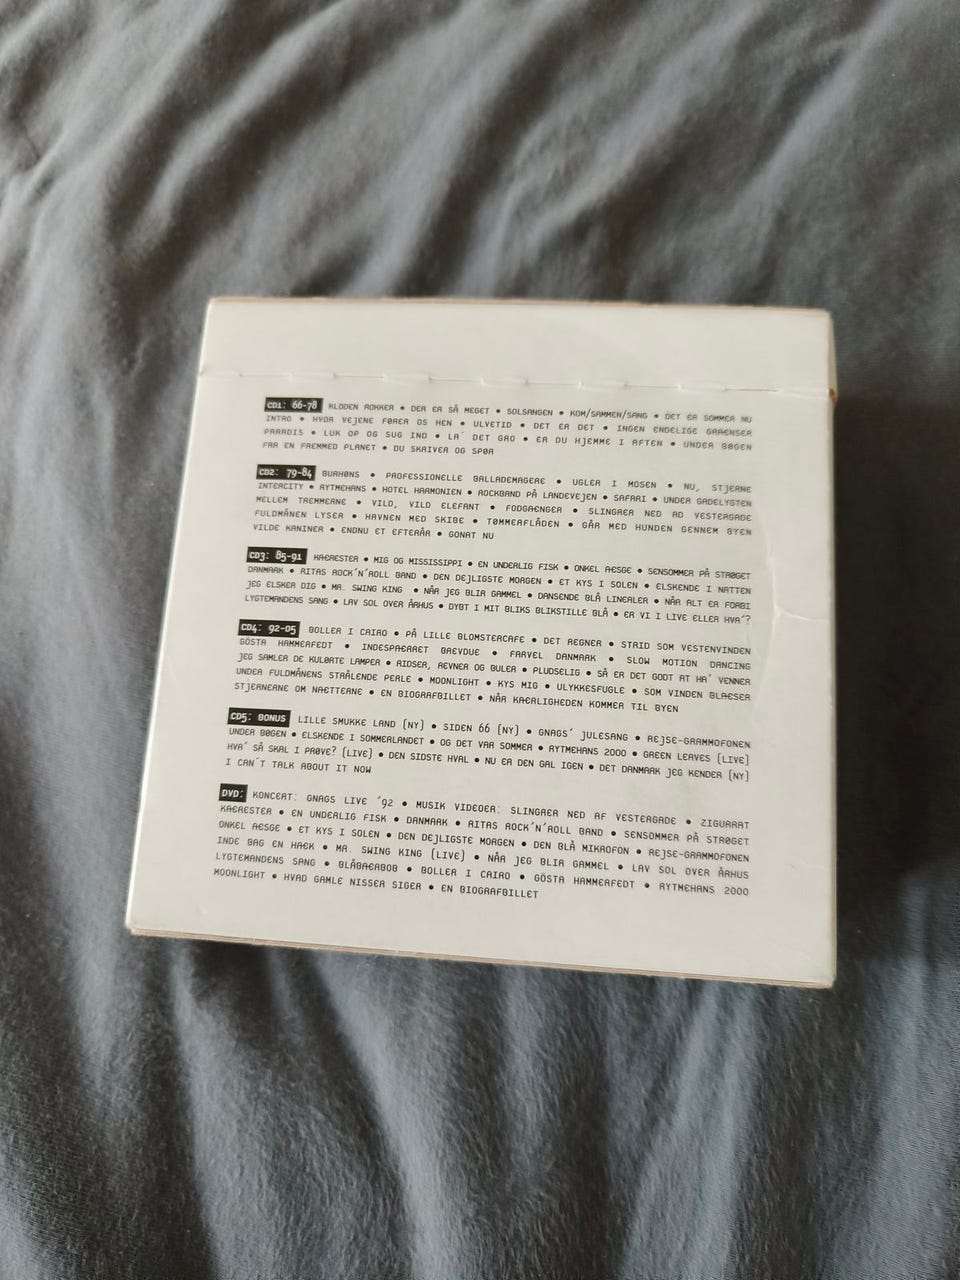 CD1: 66-78 KLODEN ROKKER • DER ER SÅ MEGET • SOLSANGEN • KOM/SAMMEN/SANG • DET ER SOMMER NU
INTRO • HVOR VEJENE FØRER OS HEN • ULVETID • DET ER DET • INGEN ENDELIGE GRÆNSER
PARADIS • LUK OP OG SUG IND • LA´ DET GRO • ER DU HJEMME I AFTEN • UNDER BØGEN
FRA EN FREMMED PLANET • DU SKRIVER OG SPØR
CD2: 79-84 BURHØNS • PROFESSIONELLE BALLADEMAGERE • UGLER I MOSEN • NU, STJERNE
INTERCITY • RYTMEHANS • HOTEL HARMONIEN • ROCKBAND PÅ LANDEVEJEN • SAFARI • UNDER GADELYGTEN
MELLEM TREMMERNE • VILD, VILD ELEFANT • FODGÆNGER • SLINGRER NED AD VESTERGADE
FULDMÅNEN LYSER • HAVNEN MED SKIBE • TØMMERFLÅDEN • GÅR MED HUNDEN GENNEM BYEN
VILDE KANINER • ENDNU ET EFTERÅR • GONAT NU
CD3: 85-91 KÆRESTER • MIG OG MISSISSIPPI • EN UNDERLIG FISK • ONKEL RESGE • SENSOMMER PÅ STRØGET
DANMARK • RITAS ROCK´N´ROLL BAND • DEN DEJLIGSTE MORGEN • ET KYS I SOLEN • ELSKENDE I NATTEN
JEG ELSKER DIG • MR. SWING KING • NÅR JEG BLIR GAMMEL • DANSENDE BLÅ LINEALER • NÅR ALT ER FORBI
LYGTEMANDENS SANG • LAV SOL OVER ÅRHUS • DYBT I MIT BLIKS BLIKSTILLE BLÅ • ER VI I LIVE ELLER HVA´?
CD4: 92-05 BOLLER I CAIRO • PÅ LILLE BLOMSTERCAFE • DET REGNER • STRID SOM VESTENVINDEN
GÖSTA HAMMERFEDT • INDESPÆRRET BREVDUE • FARVEL DANMARK • SLOW MOTION DANCING
JEG SAMLER DE KULØRTE LAMPER • RIDSER, REVNER OG BULER • PLUDSELIG • SÅ ER DET GODT AT HA´ VENNER
UNDER FULDMÅNENS STRÅLENDE PERLE • MOONLIGHT • KYS MIG • ULYKKESFUGLE • SOM VINDEN BLÆSER
STJERNERNE OM NÆTTERNE • EN BIOGRAFBILLET • NÅR KÆRLIGHEDEN KOMMER TIL BYEN
CD5: BONUS LILLE SMUKKE LAND (NY) • SIDEN 66 (NY) • GNAGS´ JULESANG • REJSE-GRAMMOFONEN
UNDER BØGEN • ELSKENDE I SOMMERLANDET • OG DET VAR SOMMER • RYTMEHANS 2000 • GREEN LEAVES (LIVE)
HVA´ SÅ SKAL I PRØVE? (LIVE) • DEN SIDSTE HVAL • NU ER DEN GAL IGEN • DET DANMARK JEG KENDER (NY)
I CAN´T TALK ABOUT IT NOW
DVD: KONCERT: GNAGS LIVE ´92 • MUSIK VIDEOER: SLINGRER NED AF VESTERGADE • ZIGURRAT
KÆRESTER • EN UNDERLIG FISK • DANMARK • RITAS ROCK´N´ROLL BAND • SENSOMMER PÅ STRØGET
ONKEL RESGE • ET KYS I SOLEN • DEN DEJLIGSTE MORGEN • DEN BLÅ MIKROFON • REJSE-GRAMMOFONEN
INDE BAG EN HÆK • MR. SWING KING (LIVE) • NÅR JEG BLIR GAMMEL • LAV SOL OVER ÅRHUS
LYGTEMANDENS SANG • BLÅBÆRBOB • BOLLER I CAIRO • GÖSTA HAMMERFEDT • RYTMEHANS 2000
MOONLIGHT • HVAD GAMLE NISSER SIGER • EN BIOGRAFBILLET